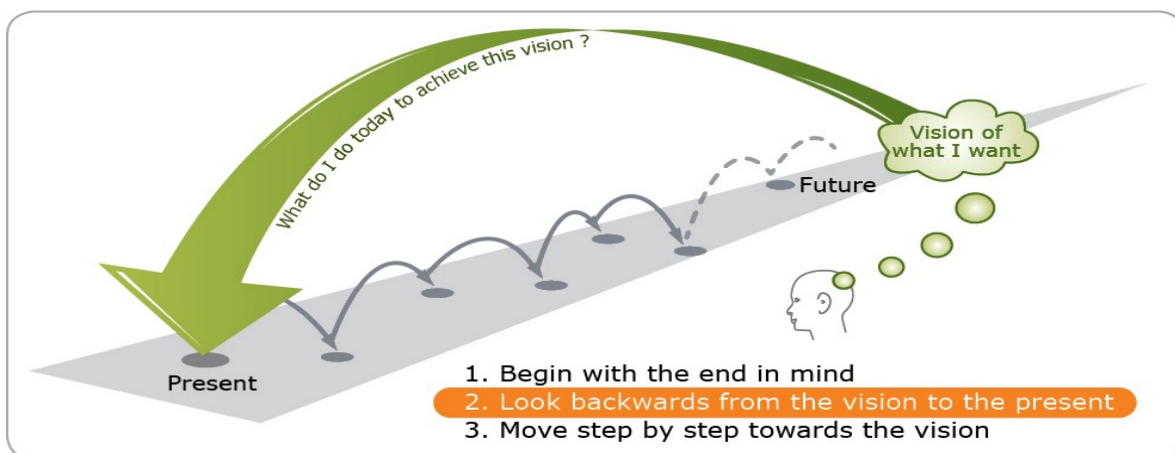 What do I do today to achieve this vision ?
Vision of
what I want
Future
Present
1. Begin with the end in mind
2. Look backwards from the vision to the present
3. Move step by step towards the vision